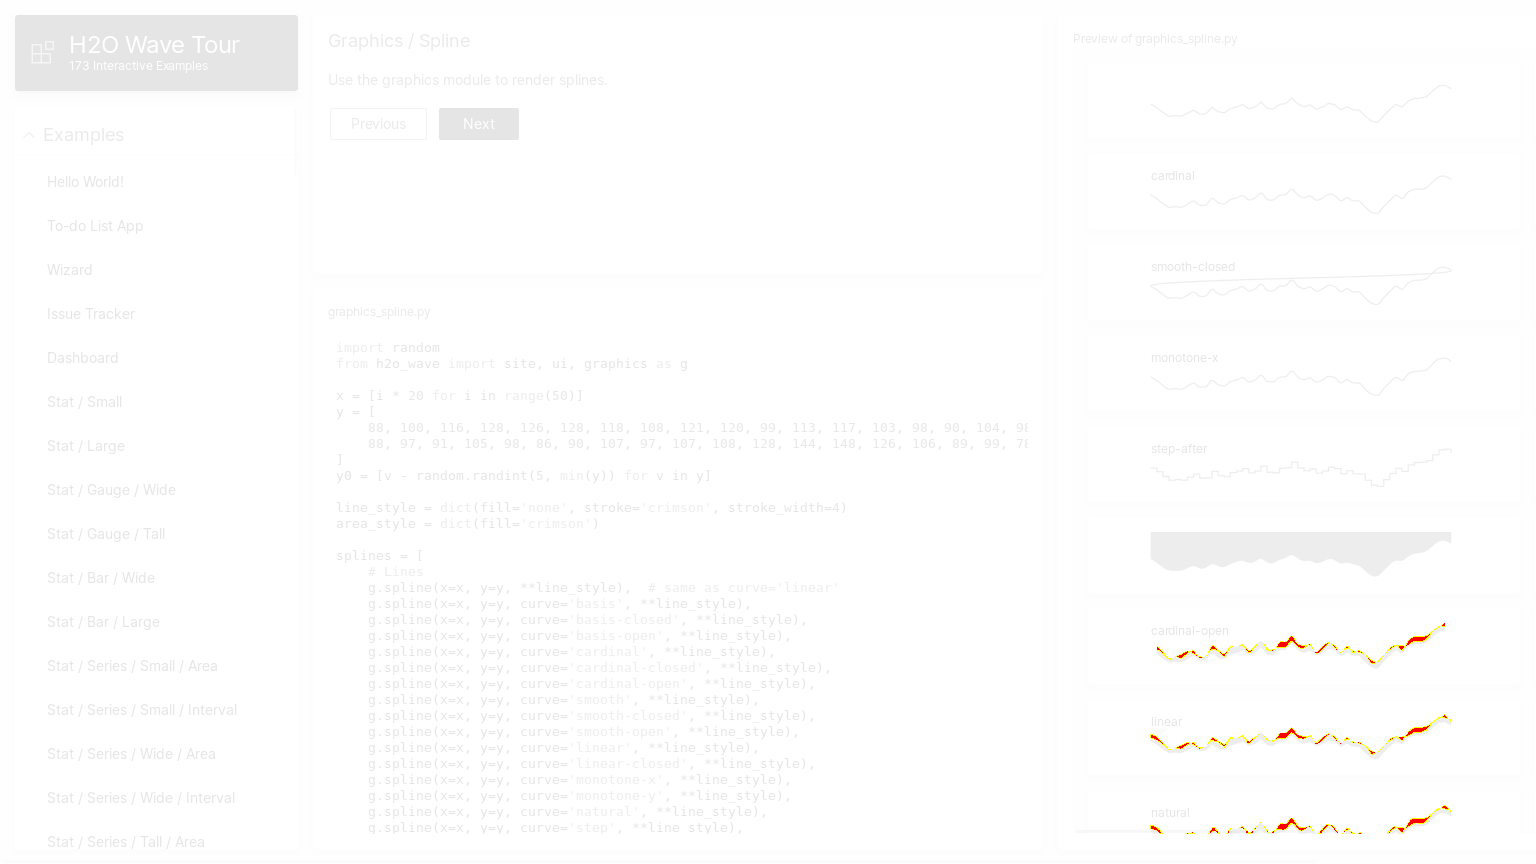 H2O Wave Tour
173 Interactive Examples
Examples
Hello World!
To-do List App
Wizard
Issue Tracker
Dashboard
Stat / Small
Stat / Large
Stat / Gauge / Wide
Stat / Gauge / Tall
Stat / Bar / Wide
Stat / Bar / Large
Stat / Series / Small / Area
Stat / Series / Small / Interval
Stat / Series / Wide / Area
Stat / Series / Wide / Interval
Stat / Series / Tall / Area
Graphics / Spline
Use the graphics module to render splines.
Previous
Next
graphics_spline.py
import random
from h2o_wave import site, ui, graphics as g
x = [i * 20 for i in range(50)]
y = [
88, 100, 116, 128, 126, 128, 118, 108, 121, 120, 99, 113, 117, 103, 98, 90, 104, 98
88, 97, 91, 105, 98, 86, 90, 107, 97, 107, 108, 128, 144, 148, 126, 106, 89, 99, 78
]
y0 = [v - random.randint(5, min(y)) for v in y]
line_style = dict(fill='none', stroke='crimson', stroke_width=4)
area_style = dict(fill='crimson')
splines = [
# Lines
g.spline(x=x, y=y, **line_style),  # same as curve='linear'
g.spline(x=x, y=y, curve='basis', **line_style),
g.spline(x=x, y=y, curve='basis-closed', **line_style),
g.spline(x=x, y=y, curve='basis-open', **line_style),
g.spline(x=x, y=y, curve='cardinal', **line_style),
g.spline(x=x, y=y, curve='cardinal-closed', **line_style),
g.spline(x=x, y=y, curve='cardinal-open', **line_style),
g.spline(x=x, y=y, curve='smooth', **line_style),
g.spline(x=x, y=y, curve='smooth-closed', **line_style),
g.spline(x=x, y=y, curve='smooth-open', **line_style),
g.spline(x=x, y=y, curve='linear', **line_style),
g.spline(x=x, y=y, curve='linear-closed', **line_style),
g.spline(x=x, y=y, curve='monotone-x', **line_style),
g.spline(x=x, y=y, curve='monotone-y', **line_style),
g.spline(x=x, y=y, curve='natural', **line_style),
g.spline(x=x, y=y, curve='step', **line_style),
Preview of graphics_spline.py
cardinal
smooth-closed
monotone-x
step-after
cardinal-open
linear
natural